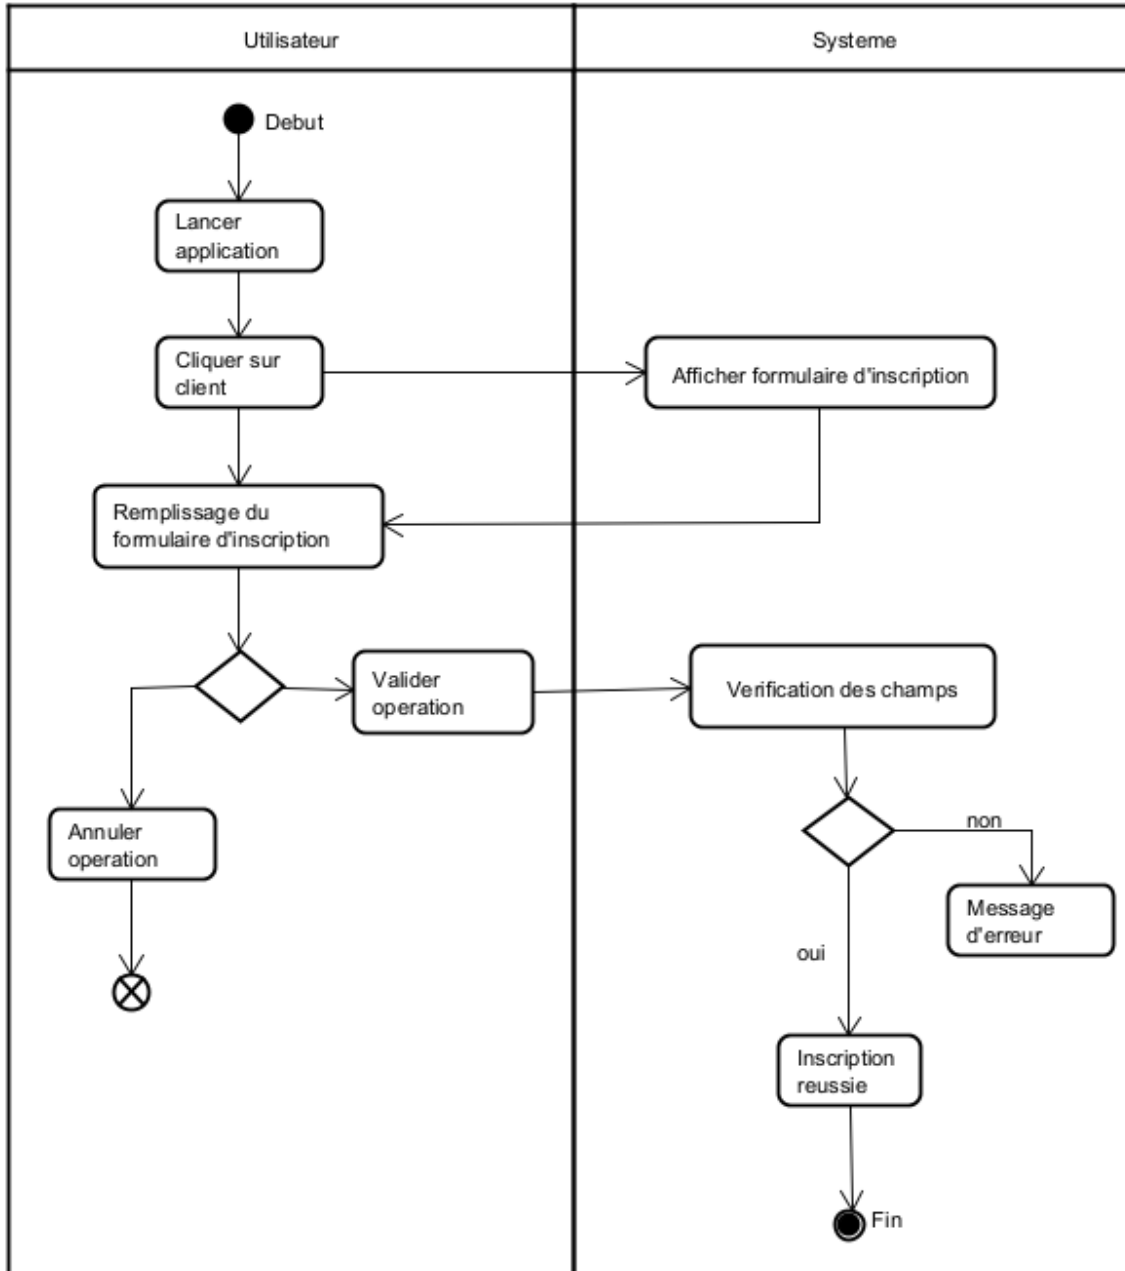 Utilisateur
Systeme
Debut
Lancer
application
Cliquer sur
client
Afficher formulaire d'inscription
Remplissage du
formulaire d'inscription
Valider
operation
Verification des champs
Annuler
operation
non
Message
d'erreur
oui
Inscription
reussie
Fin